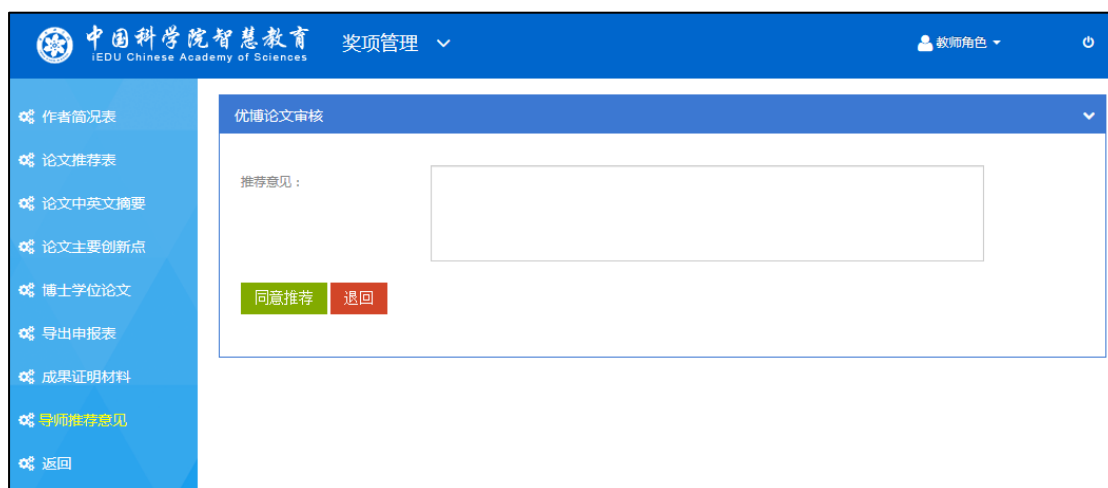 中国科学院智慧教育
iEDU Chinese Academy of Sciences
奖项管理
教师角色
作者简况表
论文推荐表
论文中英文摘要
论文主要创新点
博士学位论文
导出申报表
成果证明材料
导师推荐意见
返回
优博论文审核
推荐意见：
同意推荐
退回